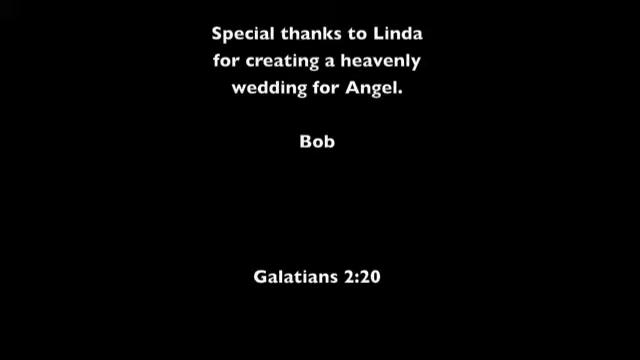 Special thanks to Linda
for creating a heavenly
wedding for Angel.
Bob
Galatians 2:20